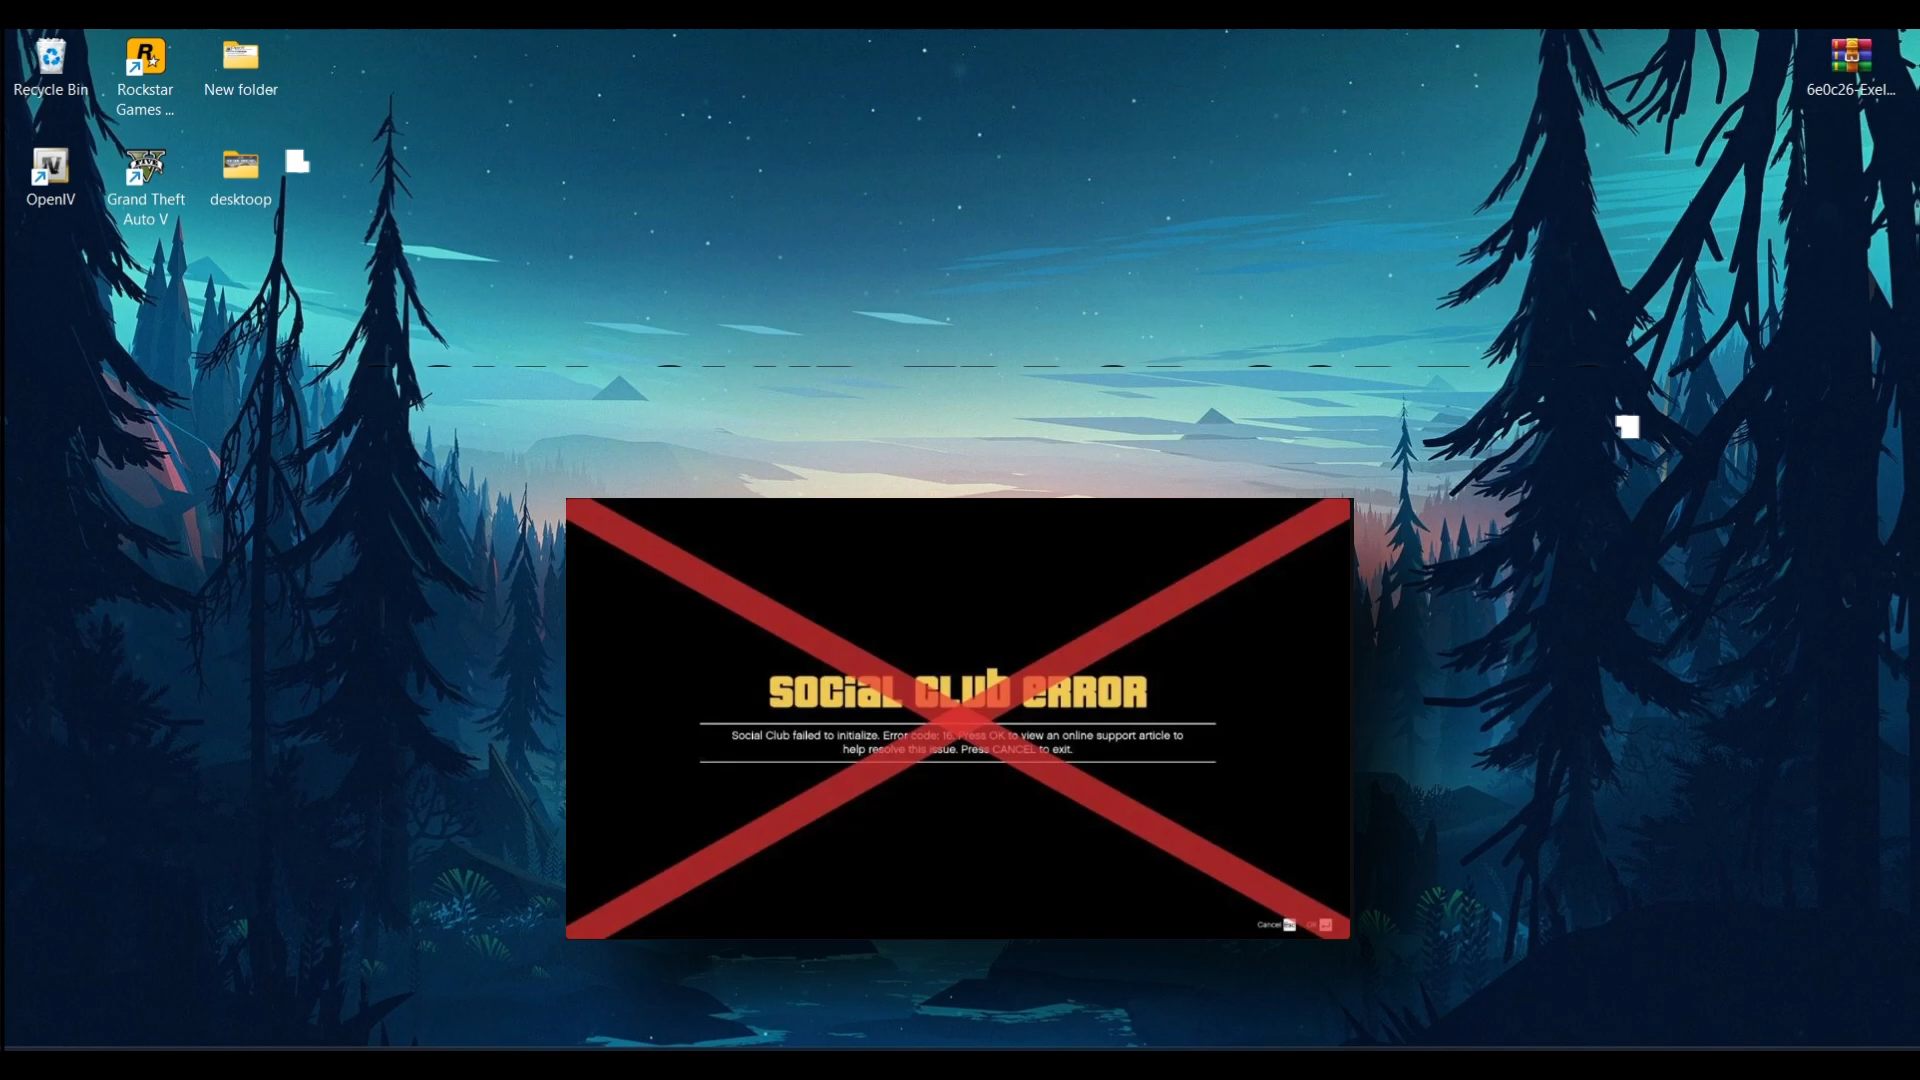 Recycle Bin
Rockstar
Games ...
New folder
6e0c26-Exel...
OpenIV
Grand Theft
Auto V
desktoop
Social Club Error
Social Club failed to initialize. Error code: 16. Press OK to view an online support article to
help resolve this issue. Press CANCEL to exit.
Cancel
OK